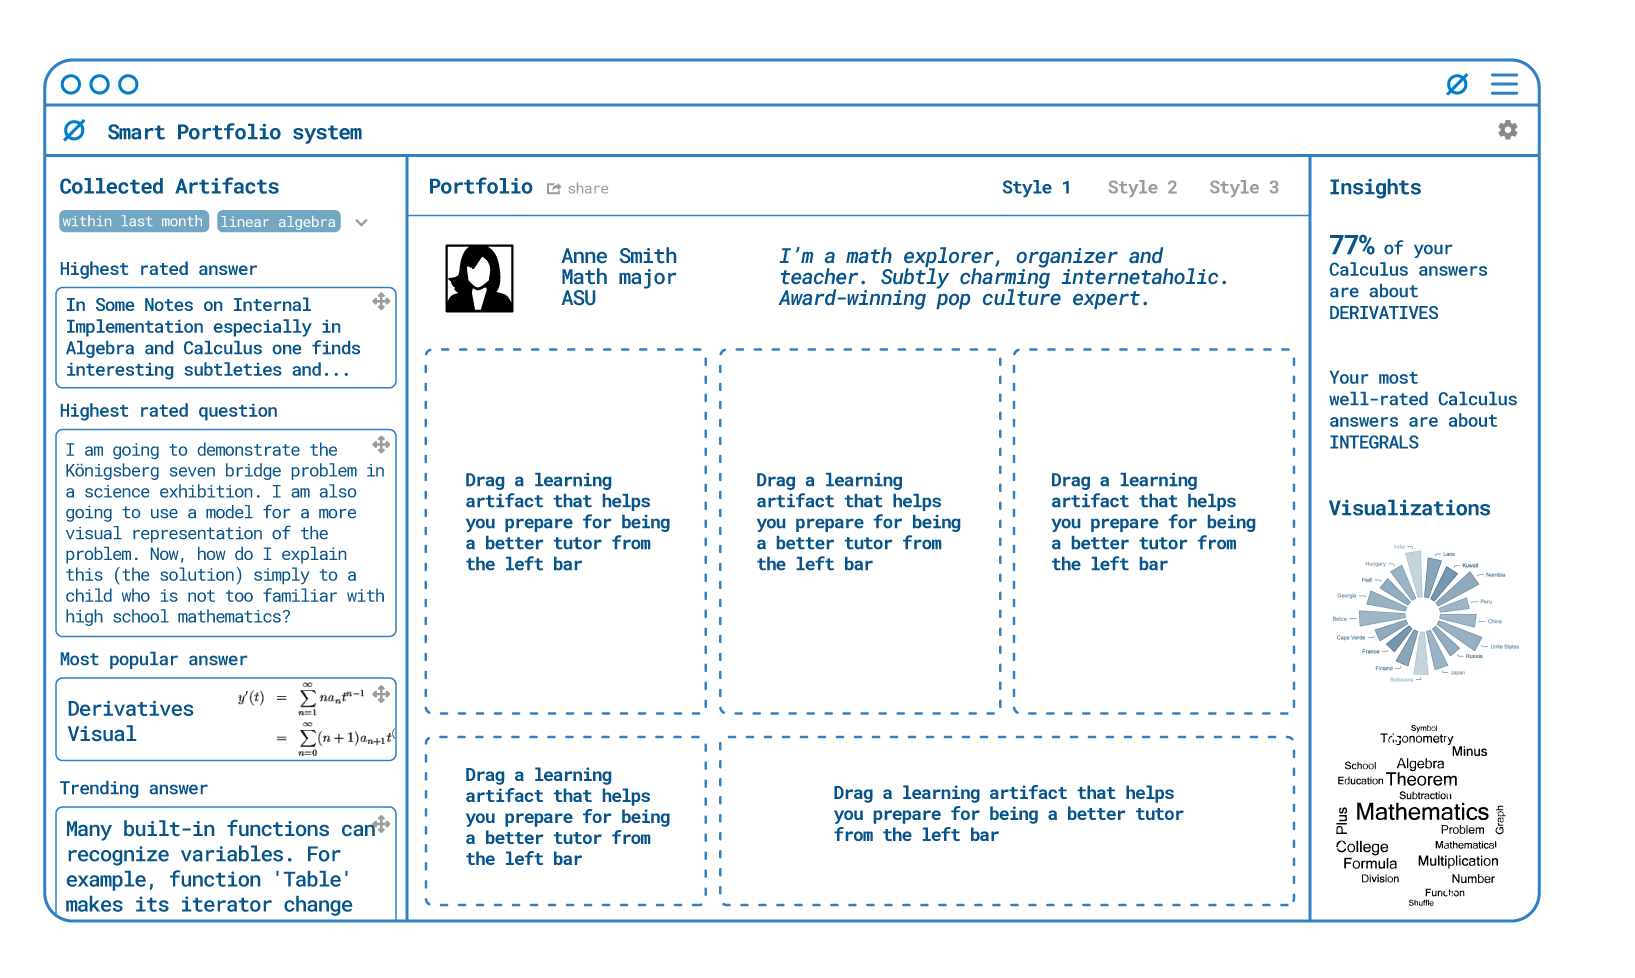 Smart Portfolio system
Collected Artifacts
within last month
linear algebra
Highest rated answer
In Some Notes on Internal
Implementation especially in
Algebra and Calculus one finds
interesting subtleties and...
Highest rated question
I am going to demonstrate the
Königsberg seven bridge problem in
a science exhibition. I am also
going to use a model for a more
visual representation of the
problem. Now, how do I explain
this (the solution) simply to a
child who is not too familiar with
high school mathematics?
Most popular answer
Derivatives
Visual
y′(t) = ∑_{n=1}^{∞} na_n t^{n−1}
= ∑_{n=0}^{∞} (n+1)a_{n+1}t^(
Trending answer
Many built-in functions can
recognize variables. For
example, function 'Table'
makes its iterator change
Portfolio
share
Style 1
Style 2
Style 3
Anne Smith
Math major
ASU
I’m a math explorer, organizer and
teacher. Subtly charming internetaholic.
Award-winning pop culture expert.
Drag a learning
artifact that helps
you prepare for being
a better tutor from
the left bar
Drag a learning
artifact that helps
you prepare for being
a better tutor from
the left bar
Drag a learning
artifact that helps
you prepare for being
a better tutor from
the left bar
Drag a learning
artifact that helps
you prepare for being
a better tutor from
the left bar
Drag a learning artifact that helps
you prepare for being a better tutor
from the left bar
Insights
77% of your
Calculus answers
are about
DERIVATIVES
Your most
well-rated Calculus
answers are about
INTEGRALS
Visualizations
India
Laos
Hungary
Kuwait
Haiti
Namibia
Georgia
Peru
Belize
China
Cape Verde
Unite States
France
Russia
Finland
Japan
Botswana
Symbol
Trigonometry
Minus
School
Algebra
Education
Theorem
Subtraction
Plus
Mathematics
Graph
Problem
College
Mathematical
Formula
Multiplication
Division
Number
Function
Shuffle